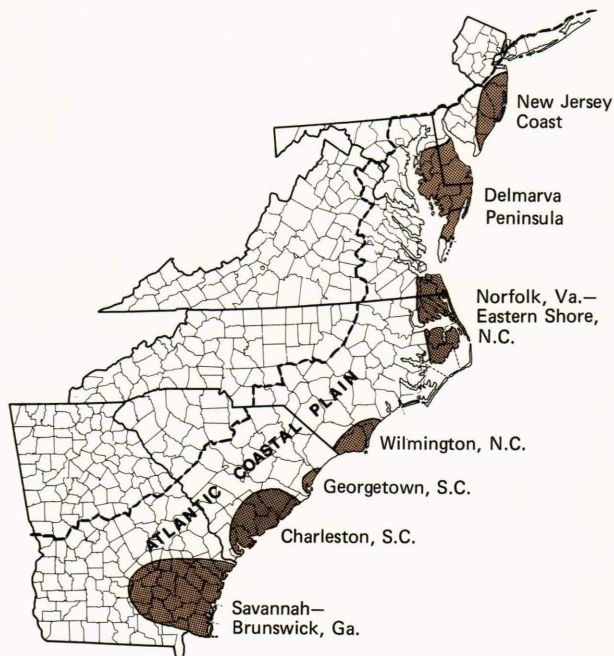 New Jersey
Coast
Delmarva
Peninsula
Norfolk, Va.—
Eastern Shore,
N.C.
ATLANTIC COASTAL PLAIN
Wilmington, N.C.
Georgetown, S.C.
Charleston, S.C.
Savannah—
Brunswick, Ga.